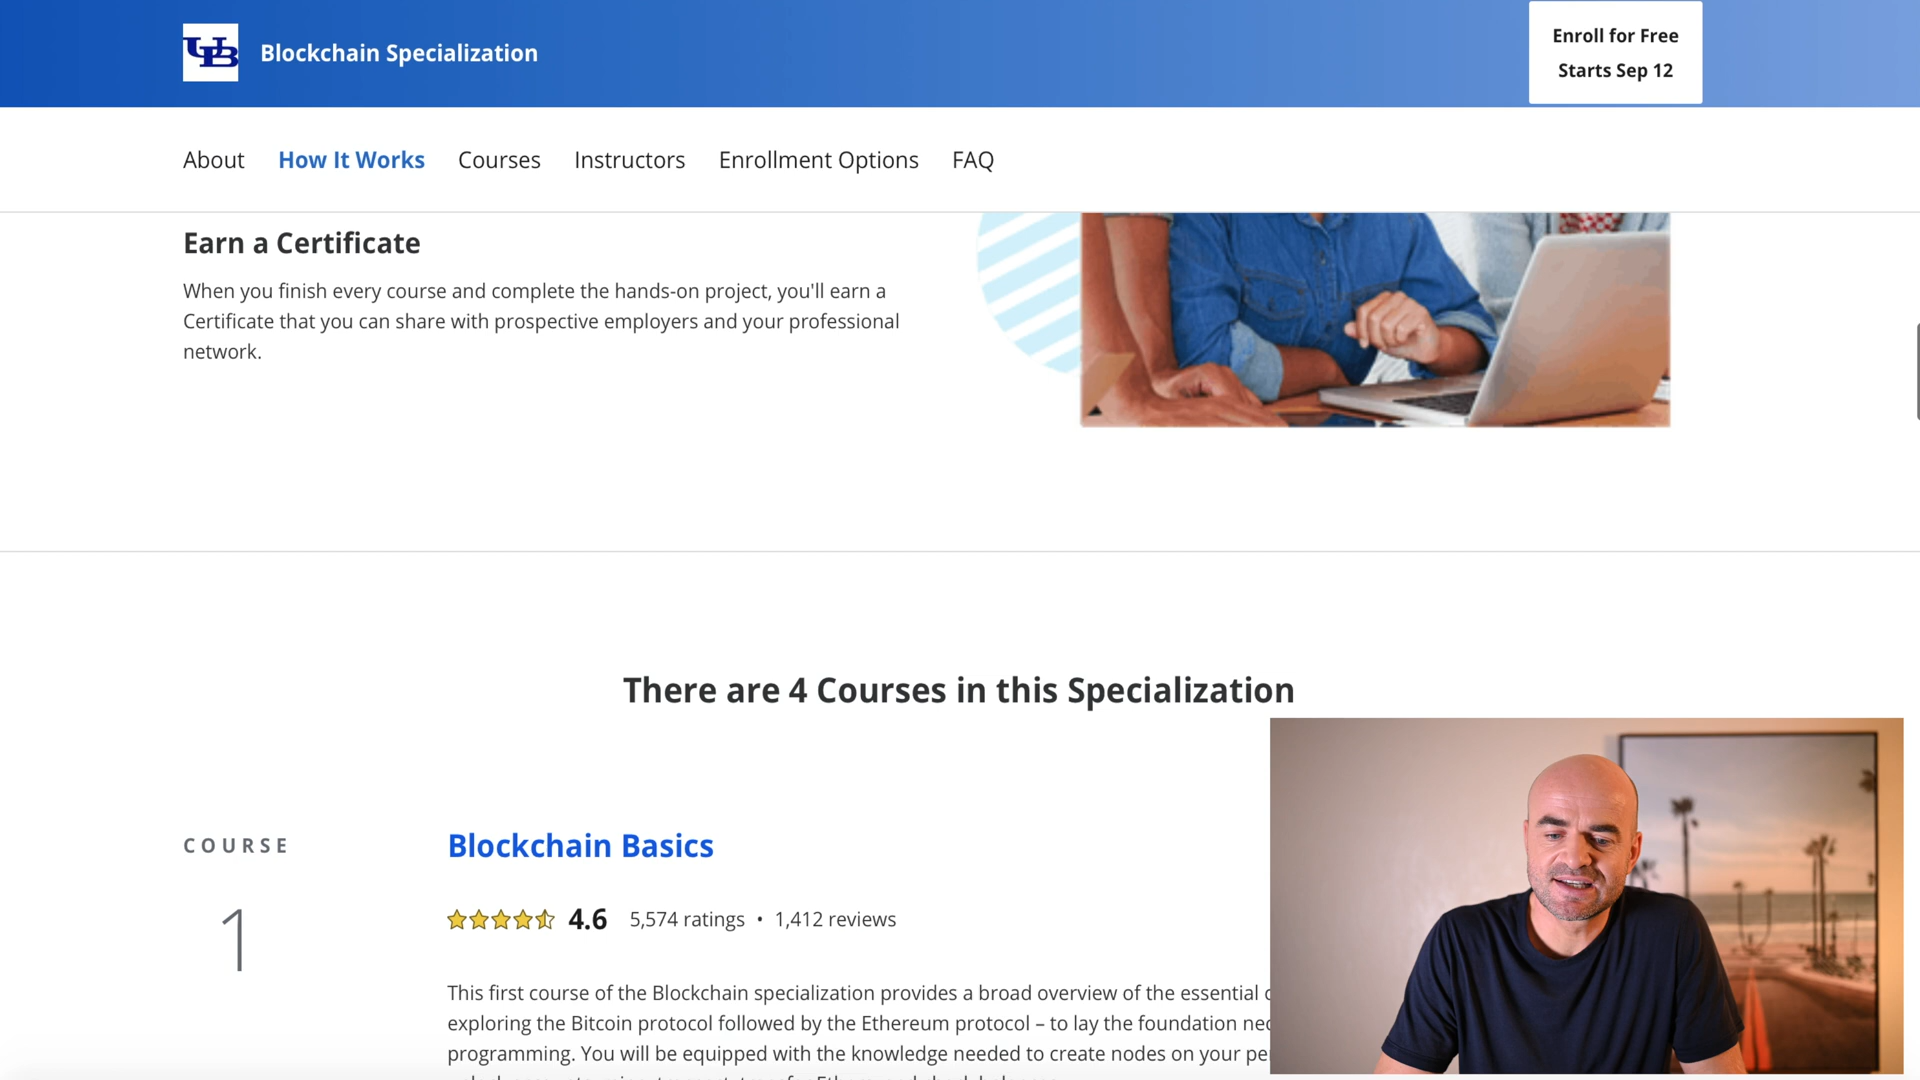 UB
Blockchain Specialization
Enroll for Free
Starts Sep 12
About
How It Works
Courses
Instructors
Enrollment Options
FAQ
Earn a Certificate
When you finish every course and complete the hands-on project, you'll earn a
Certificate that you can share with prospective employers and your professional
network.
There are 4 Courses in this Specialization
COURSE
1
Blockchain Basics
4.6 5,574 ratings • 1,412 reviews
This first course of the Blockchain specialization provides a broad overview of the essential
exploring the Bitcoin protocol followed by the Ethereum protocol – to lay the foundation
programming. You will be equipped with the knowledge needed to create nodes on your